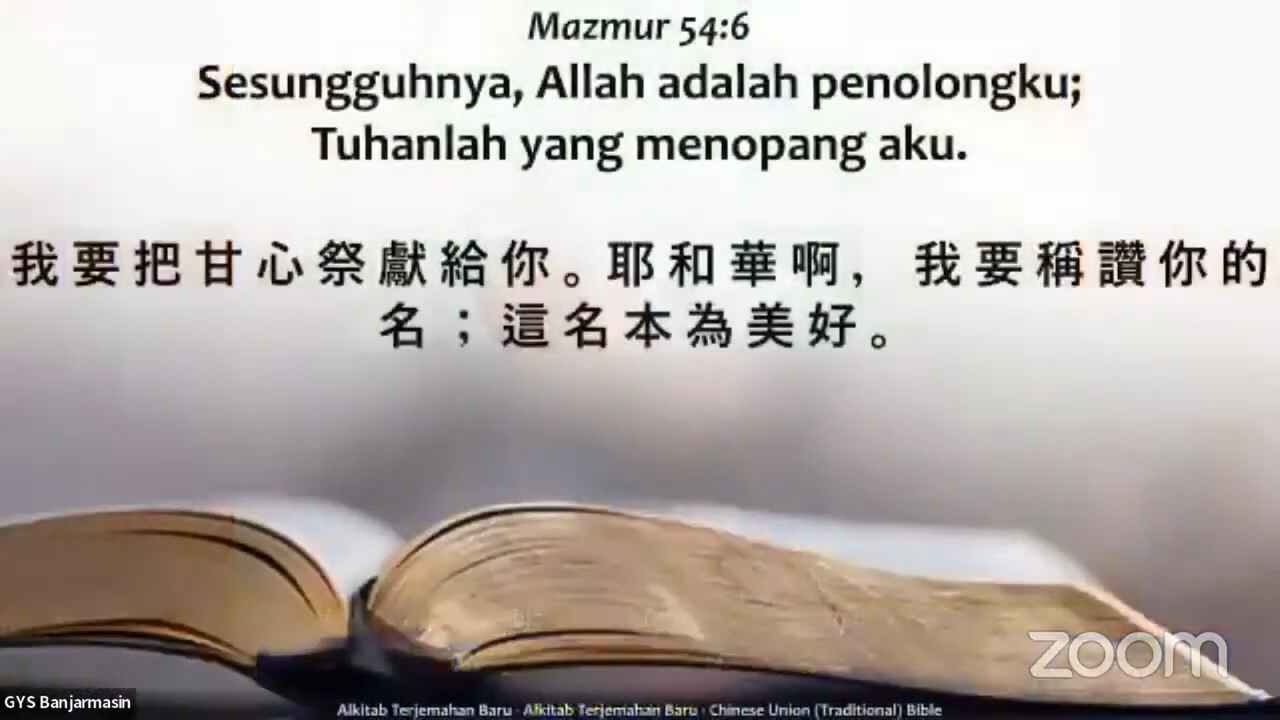 Mazmur 54:6
Sesungguhnya, Allah adalah penolongku;
Tuhanlah yang menopang aku.
我要把甘心祭獻給你。耶和華啊，我要稱讚你的
名；這名本為美好。
zoom
GYS Banjarmasin
Alkitab Terjemahan Baru · Alkitab Terjemahan Baru · Chinese Union (Traditional) Bible